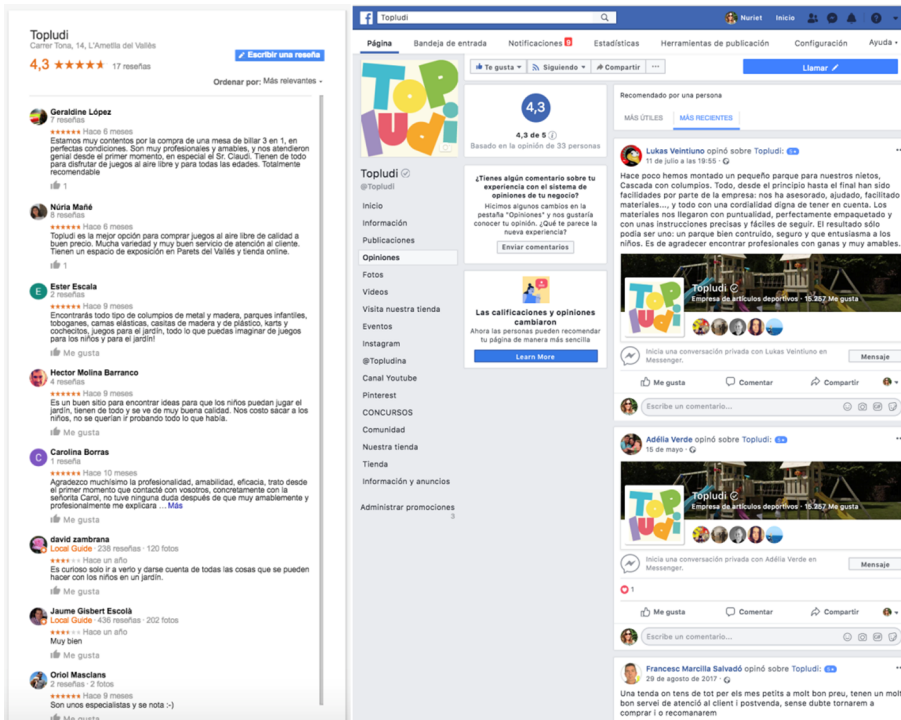 Topludi
Carrer Tona, 14, L'Ametlla del Vallès
4,3
17 reseñas
Escribir una reseña
Ordenar por: Más relevantes
Geraldine López
7 reseñas
Hace 6 meses
Estamos muy contentos por la compra de una mesa de billar 3 en 1, en
perfectas condiciones. Son muy profesionales y amables, y nos atendieron
genial desde el primer momento, en especial el Sr. Claudi. Tienen de todo
para disfrutar de juegos al aire libre y para todas las edades. Totalmente
recomendable
1
Núria Mañé
8 reseñas
Hace 6 meses
Topludi es la mejor opción para comprar juegos al aire libre de calidad a
buen precio. Mucha variedad y muy buen servicio de atención al cliente.
Tienen un espacio de exposición en Parets del Vallés y tienda online.
1
E
Ester Escala
2 reseñas
Hace 9 meses
Encontrarás todo tipo de columpios de metal y madera, parques infantiles,
toboganes, camas elásticas, casitas de madera y de plástico, karts y
cochecitos, juegos para el jardín, todo lo que puedas imaginar de juegos
para los niños y para el jardín!
Me gusta
Hector Molina Barranco
4 reseñas
Hace 9 meses
Es un buen sitio para encontrar ideas para que los niños puedan jugar el
jardín, tienen de todo y se ve de muy buena calidad. Nos costo sacar a los
niños, no se querían ir probando todo lo que había.
Me gusta
C
Carolina Borras
1 reseña
Hace 10 meses
Agradezco muchísimo la profesionalidad, amabilidad, eficacia, trato desde
el primer momento que contacté con vosotros, concretamente con la
señorita Carol, no tuve ninguna duda después de que muy amablemente y
profesionalmente me explicara ... Más
Me gusta
david zambrana
Local Guide · 238 reseñas · 120 fotos
Hace un año
Es curioso solo ir a verlo y darse cuenta de todas las cosas que se pueden
hacer con los niños en un jardín.
Me gusta
Jaume Gisbert Escolà
Local Guide · 436 reseñas · 202 fotos
Hace un año
Muy bien
Me gusta
Oriol Masclans
2 reseñas · 2 fotos
Hace 9 meses
Son unos especialistas y se nota :-)
Me gusta
f
Topludi
Nuriet
Inicio
Página
Bandeja de entrada
Notificaciones
Estadísticas
Herramientas de publicación
Configuración
Ayuda
TOP
ludi
Topludi
@Topludi
Inicio
Información
Publicaciones
Opiniones
Fotos
Videos
Visita nuestra tienda
Eventos
Instagram
@Topludina
Canal Youtube
Pinterest
CONCURSOS
Comunidad
Nuestra tienda
Tienda
Información y anuncios
Administrar promociones
3
Te gusta
Siguiendo
Compartir
Llamar
4,3
4,3 de 5
Basado en la opinión de 33 personas
¿Tienes algún comentario sobre tu
experiencia con el sistema de
opiniones de tu negocio?
Hicimos algunos cambios en la
pestaña "Opiniones" y nos gustaría
conocer tu opinión. ¿Qué te parece la
nueva experiencia?
Enviar comentarios
Las calificaciones y opiniones
cambiaron
Ahora las personas pueden recomendar
tu página de manera más sencilla
Learn More
Recomendado por una persona
MÁS ÚTILES
MÁS RECIENTES
Lukas Veintiuno opinó sobre Topludi:
11 de julio a las 19:55
Hace poco hemos montado un pequeño parque para nuestros nietos,
Cascada con columpios. Todo, desde el principio hasta el final han sido
facilidades por parte de la empresa: nos ha asesorado, ajudado, facilitado
materiales..., y todo con una cordialidad digna de tener en cuenta. Los
materiales nos llegaron con puntualidad, perfectamente empaquetado y
con unas instrucciones precisas y fáciles de seguir. El resultado sólo
podía ser uno: un parque bien contruido, seguro y que entusiasma a los
niños. Es de agradecer encontrar profesionales con ganas y muy amables.
TOP
ludi
Topludi
Empresa de artículos deportivos · 15.257 Me gusta
Inicia una conversación privada con Lukas Veintiuno en
Messenger.
Mensaje
Me gusta
Comentar
Compartir
Escribe un comentario...
Adélia Verde opinó sobre Topludi:
15 de mayo
TOP
ludi
Topludi
Empresa de artículos deportivos · 15.257 Me gusta
Inicia una conversación privada con Adélia Verde en
Messenger.
Mensaje
1
Me gusta
Comentar
Compartir
Escribe un comentario...
Francesc Marcilla Salvadó opinó sobre Topludi:
29 de agosto de 2017
Una tenda on tens de tot per els mes petits a molt bon preu, tenen un molt
bon servei de atenció al client i postvenda, sense dubte tornarem a
comprar i o recomanarem